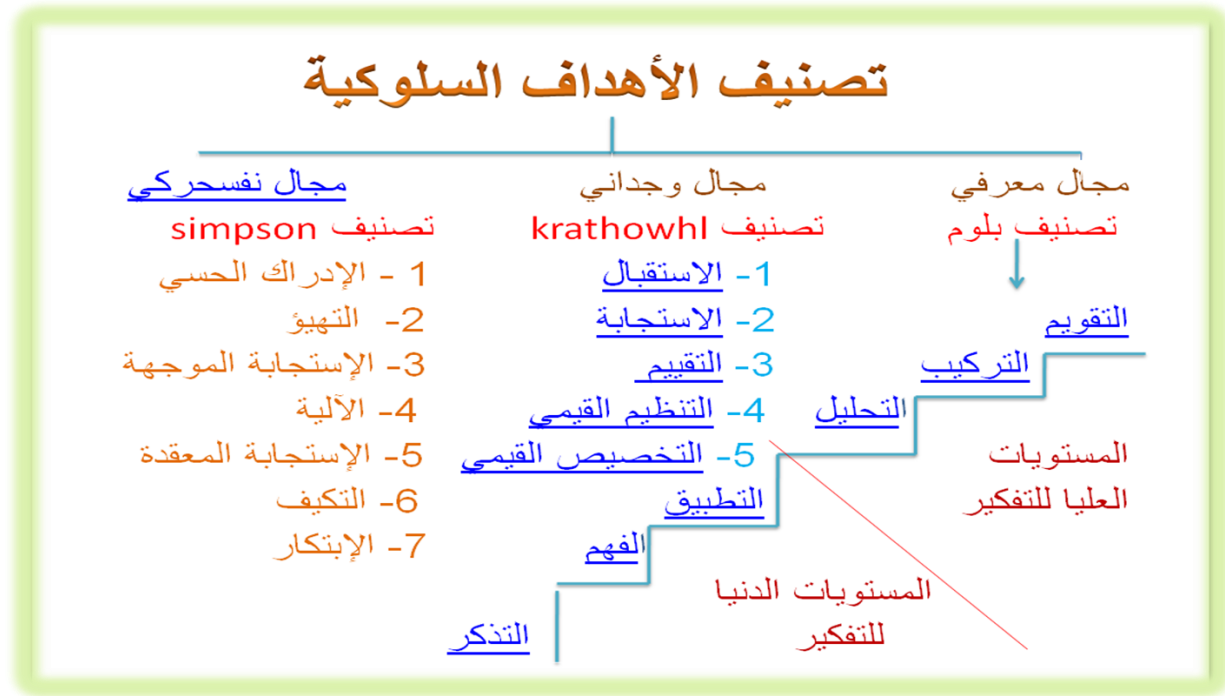 تصنيف الأهداف السلوكية
مجال معرفي
تصنيف بلوم
التقويم
التركيب
التحليل
المستويات
العليا للتفكير
التطبيق
الفهم
التذكر
المستويات الدنيا
للتفكير
مجال وجداني
تصنيف krathowhl
1- الاستقبال
2- الاستجابة
3- التقييم
4- التنظيم القيمي
5- التخصيص القيمي
مجال نفسحركي
تصنيف simpson
1 - الإدراك الحسي
2- التهيؤ
3- الإستجابة الموجهة
4- الآلية
5- الإستجابة المعقدة
6- التكيف
7- الإبتكار